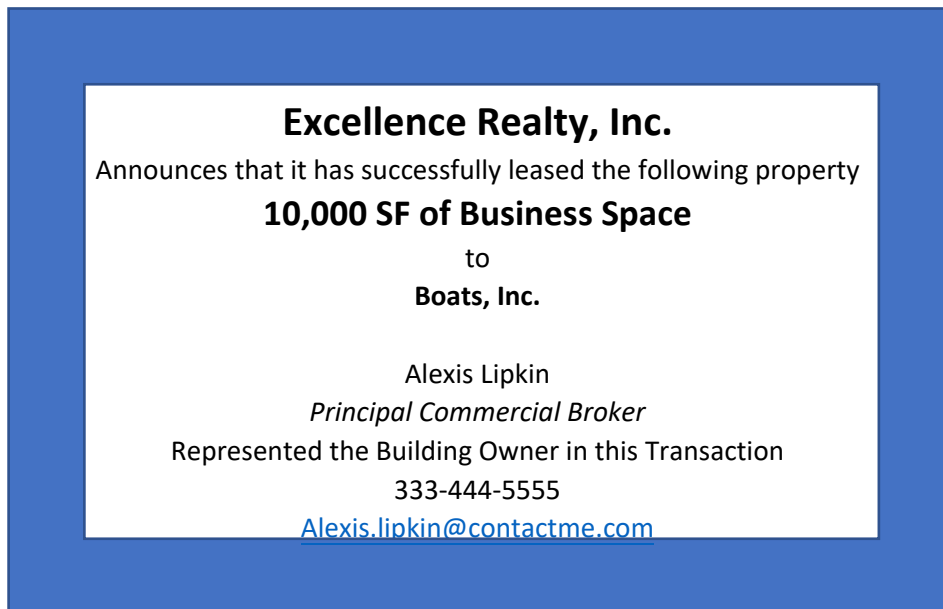 Excellence Realty, Inc.
Announces that it has successfully leased the following property
10,000 SF of Business Space
to
Boats, Inc.
Alexis Lipkin
Principal Commercial Broker
Represented the Building Owner in this Transaction
333-444-5555
Alexis.lipkin@contactme.com